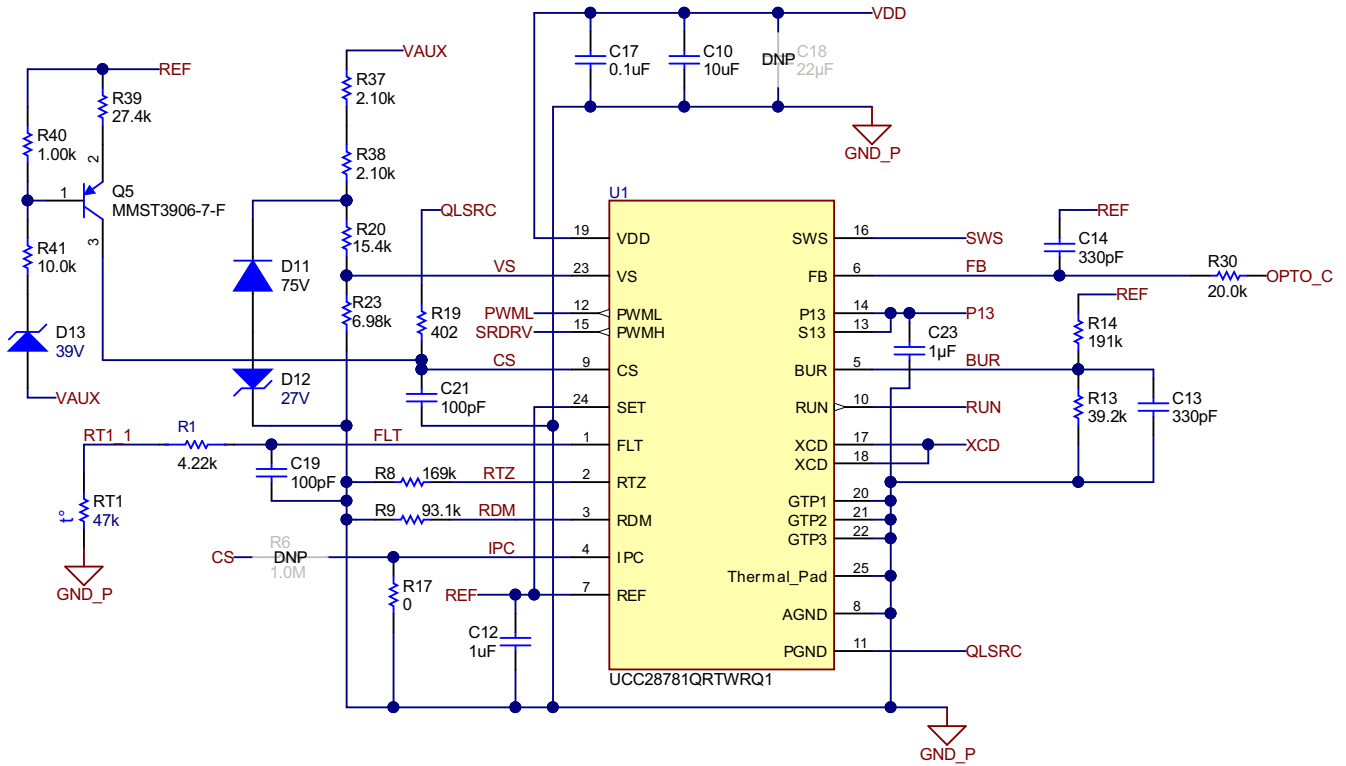 VDD
C17
0.1uF
C10
10uF
DNP
C18
22µF
GND_P
VAUX
R37
2.10k
R38
2.10k
R20
15.4k
R23
6.98k
REF
R39
27.4k
R40
1.00k
2
1
3
Q5
MMST3906-7-F
R41
10.0k
D13
39V
VAUX
D11
75V
D12
27V
QLSRC
R19
402
C21
100pF
VS
PWML
SRDRV
CS
RT1_1
R1
4.22k
FLT
C19
100pF
RT1
47k
t°
GND_P
R8
169k
RTZ
R9
93.1k
RDM
CS
R6
DNP
1.0M
IPC
R17
0
REF
C12
1uF
U1
19
VDD
23
VS
12
PWML
15
PWMH
9
CS
24
SET
1
FLT
2
RTZ
3
RDM
4
IPC
7
REF
SWS
16
SWS
FB
6
FB
P13
14
P13
S13
13
BUR
5
BUR
RUN
10
RUN
XCD
17
XCD
XCD
18
GTP1
20
GTP2
21
GTP3
22
Thermal_Pad
25
AGND
8
PGND
11
QLSRC
UCC28781QRTWRQ1
REF
C14
330pF
R30
20.0k
OPTO_C
C23
1µF
REF
R14
191k
R13
39.2k
C13
330pF
GND_P